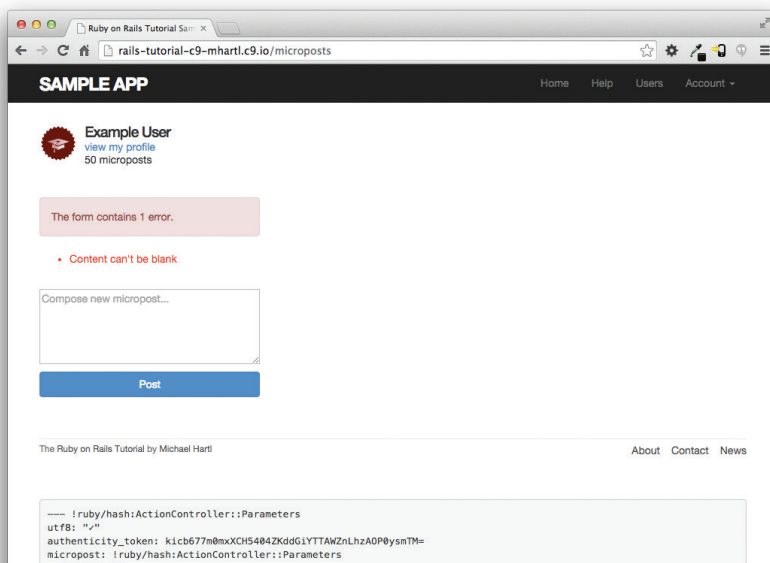 Ruby on Rails Tutorial Sam
rails-tutorial-c9-mhartl.c9.io/microposts
SAMPLE APP Home Help Users Account
Example User
view my profile
50 microposts
The form contains 1 error.
• Content can't be blank
Compose new micropost...
Post
The Ruby on Rails Tutorial by Michael Hartl About Contact News
--- !ruby/hash:ActionController::Parameters
utf8: "✓"
authenticity_token: kicb677m0mxXCH5404ZKddGiYTTAWZnLhzAOP0ysmTM=
micropost: !ruby/hash:ActionController::Parameters